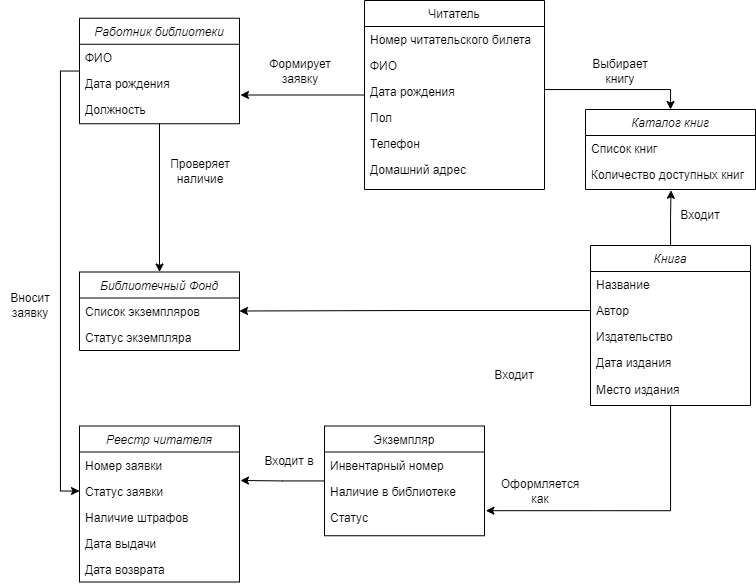 Работник библиотеки
ФИО
Дата рождения
Должность
Формирует
заявку
Читатель
Номер читательского билета
ФИО
Дата рождения
Пол
Телефон
Домашний адрес
Выбирает
книгу
Каталог книг
Список книг
Количество доступных книг
Проверяет
наличие
Входит
Вносит
заявку
Библиотечный Фонд
Список экземпляров
Статус экземпляра
Книга
Название
Автор
Издательство
Дата издания
Место издания
Входит
Реестр читателя
Номер заявки
Статус заявки
Наличие штрафов
Дата выдачи
Дата возврата
Входит в
Экземпляр
Инвентарный номер
Наличие в библиотеке
Статус
Оформляется
как